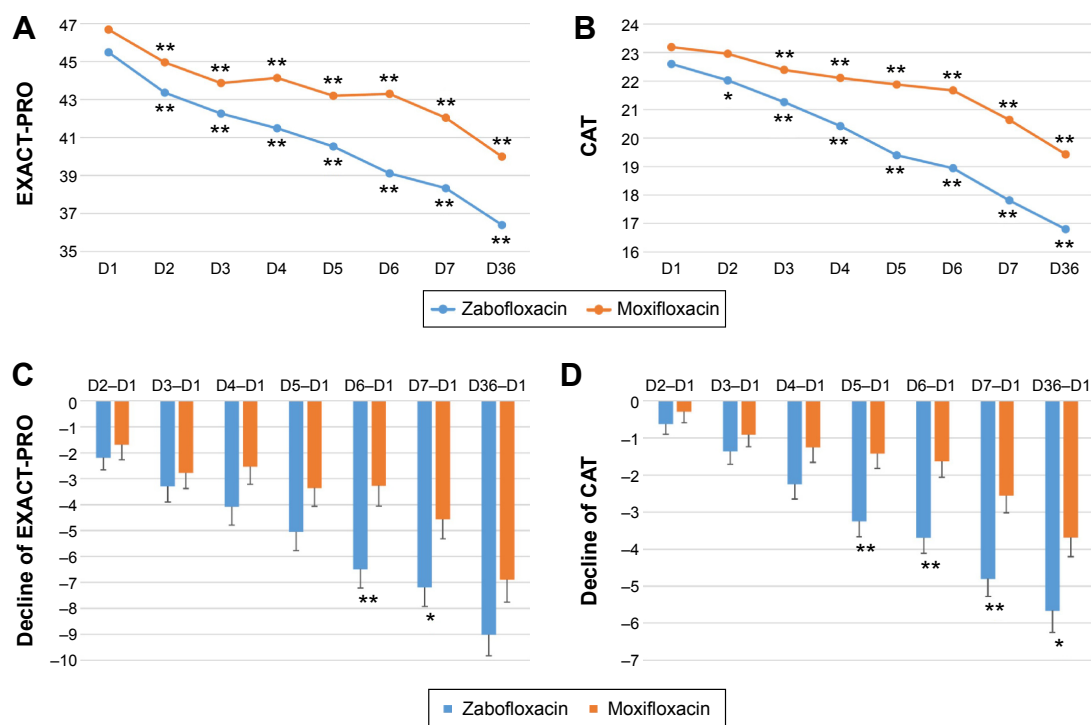 A
EXACT-PRO
47
45
43
41
39
37
35
** ** ** ** ** ** **
** ** ** ** ** ** **
D1 D2 D3 D4 D5 D6 D7 D36
B
CAT
24
23
22
21
20
19
18
17
16
** ** ** ** ** **
* ** ** ** ** ** **
D1 D2 D3 D4 D5 D6 D7 D36
Zabofloxacin Moxifloxacin
C
D2–D1 D3–D1 D4–D1 D5–D1 D6–D1 D7–D1 D36–D1
Decline of EXACT-PRO
0
–1
–2
–3
–4
–5
–6
–7
–8
–9
–10
** *
D
D2–D1 D3–D1 D4–D1 D5–D1 D6–D1 D7–D1 D36–D1
Decline of CAT
0
–1
–2
–3
–4
–5
–6
–7
** ** ** *
Zabofloxacin Moxifloxacin